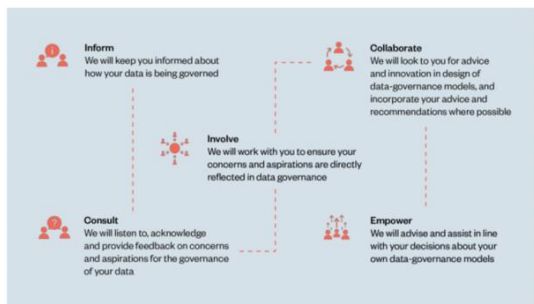 Inform
We will keep you informed about
how your data is being governed
Consult
We will listen to, acknowledge
and provide feedback on concerns
and aspirations for the governance
of your data
Involve
We will work with you to ensure your
concerns and aspirations are directly
reflected in data governance
Collaborate
We will look to you for advice
and innovation in design of
data-governance models, and
incorporate your advice and
recommendations where possible
Empower
We will advise and assist in line
with your decisions about your
own data-governance models